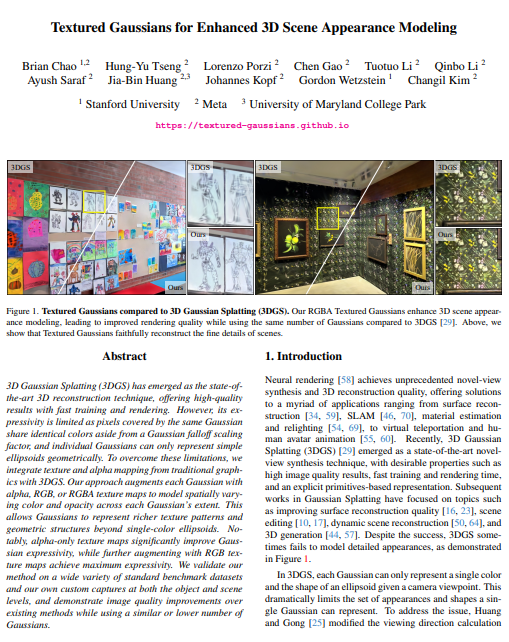 Textured Gaussians for Enhanced 3D Scene Appearance Modeling
Brian Chao 1,2 Hung-Yu Tseng 2 Lorenzo Porzi 2 Chen Gao 2 Tuotuo Li 2 Qinbo Li 2
Ayush Saraf 2 Jia-Bin Huang 2,3 Johannes Kopf 2 Gordon Wetzstein 1 Changil Kim 2
1 Stanford University 2 Meta 3 University of Maryland College Park
https://textured-gaussians.github.io
3DGS
3DGS
3DGS
3DGS
Ours
Ours
Ours
Ours
Figure 1. Textured Gaussians compared to 3D Gaussian Splatting (3DGS). Our RGBA Textured Gaussians enhance 3D scene appear-
ance modeling, leading to improved rendering quality while using the same number of Gaussians compared to 3DGS [29]. Above, we
show that Textured Gaussians faithfully reconstruct the fine details of scenes.
Abstract
3D Gaussian Splatting (3DGS) has emerged as the state-of-
the-art 3D reconstruction technique, offering high-quality
results with fast training and rendering. However, its ex-
pressivity is limited as pixels covered by the same Gaussian
share identical colors aside from a Gaussian falloff scaling
factor, and individual Gaussians can only represent simple
ellipsoids geometrically. To overcome these limitations, we
integrate texture and alpha mapping from traditional graph-
ics with 3DGS. Our approach augments each Gaussian with
alpha, RGB, or RGBA texture maps to model spatially vary-
ing color and opacity across each Gaussian's extent. This
allows Gaussians to represent richer texture patterns and
geometric structures beyond single-color ellipsoids. No-
tably, alpha-only texture maps significantly improve Gaus-
sian expressivity, while further augmenting with RGB tex-
ture maps achieve maximum expressivity. We validate our
method on a wide variety of standard benchmark datasets
and our own custom captures at both the object and scene
levels, and demonstrate image quality improvements over
existing methods while using a similar or lower number of
Gaussians.
1. Introduction
Neural rendering [58] achieves unprecedented novel-view
synthesis and 3D reconstruction quality, offering solutions
to a myriad of applications ranging from surface recon-
struction [34, 59], SLAM [46, 70], material estimation
and relighting [54, 69], to virtual teleportation and hu-
man avatar animation [55, 60]. Recently, 3D Gaussian
Splatting (3DGS) [29] emerged as a state-of-the-art novel-
view synthesis technique, with desirable properties such as
high image quality results, fast training and rendering time,
and an explicit primitives-based representation. Subsequent
works in Gaussian Splatting have focused on topics such
as improving surface reconstruction quality [16, 23], scene
editing [10, 17], dynamic scene reconstruction [50, 64], and
3D generation [44, 57]. Despite the success, 3DGS some-
times fails to model detailed appearances, as demonstrated
in Figure 1.
In 3DGS, each Gaussian can only represent a single color
and the shape of an ellipsoid given a camera viewpoint. This
dramatically limits the set of appearances and shapes a sin-
gle Gaussian can represent. To address the issue, Huang
and Gong [25] modified the viewing direction calculation